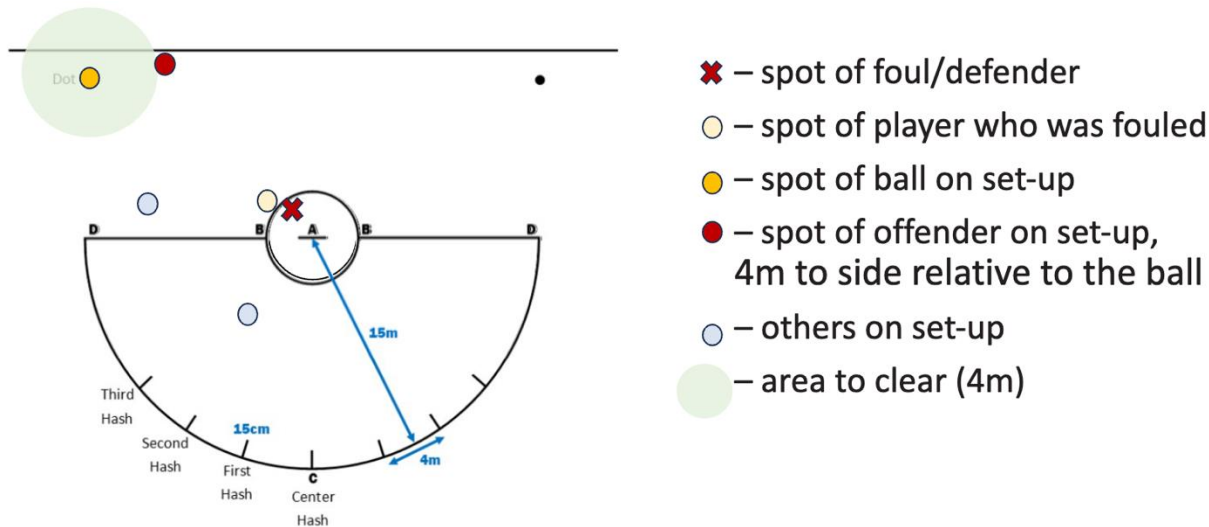 Dot
D
B
A
B
D
15m
Third
Hash
Second
Hash
15cm
First
Hash
C
Center
Hash
4m
– spot of foul/defender
– spot of player who was fouled
– spot of ball on set-up
– spot of offender on set-up,
4m to side relative to the ball
– others on set-up
– area to clear (4m)